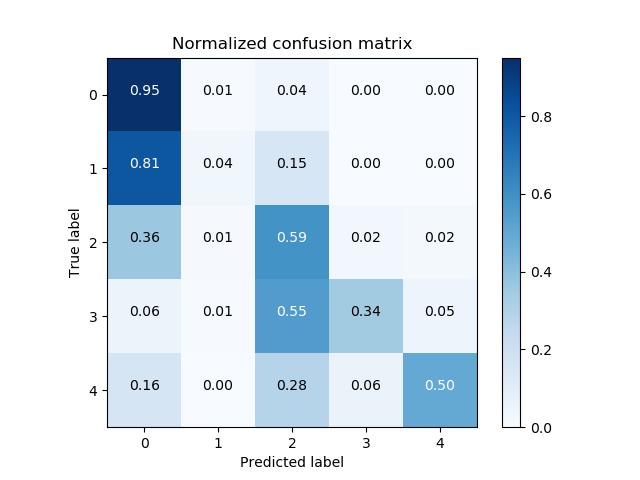 Normalized confusion matrix
True label
0 0.95 0.01 0.04 0.00 0.00
1 0.81 0.04 0.15 0.00 0.00
2 0.36 0.01 0.59 0.02 0.02
3 0.06 0.01 0.55 0.34 0.05
4 0.16 0.00 0.28 0.06 0.50
0 1 2 3 4
Predicted label
0.8
0.6
0.4
0.2
0.0